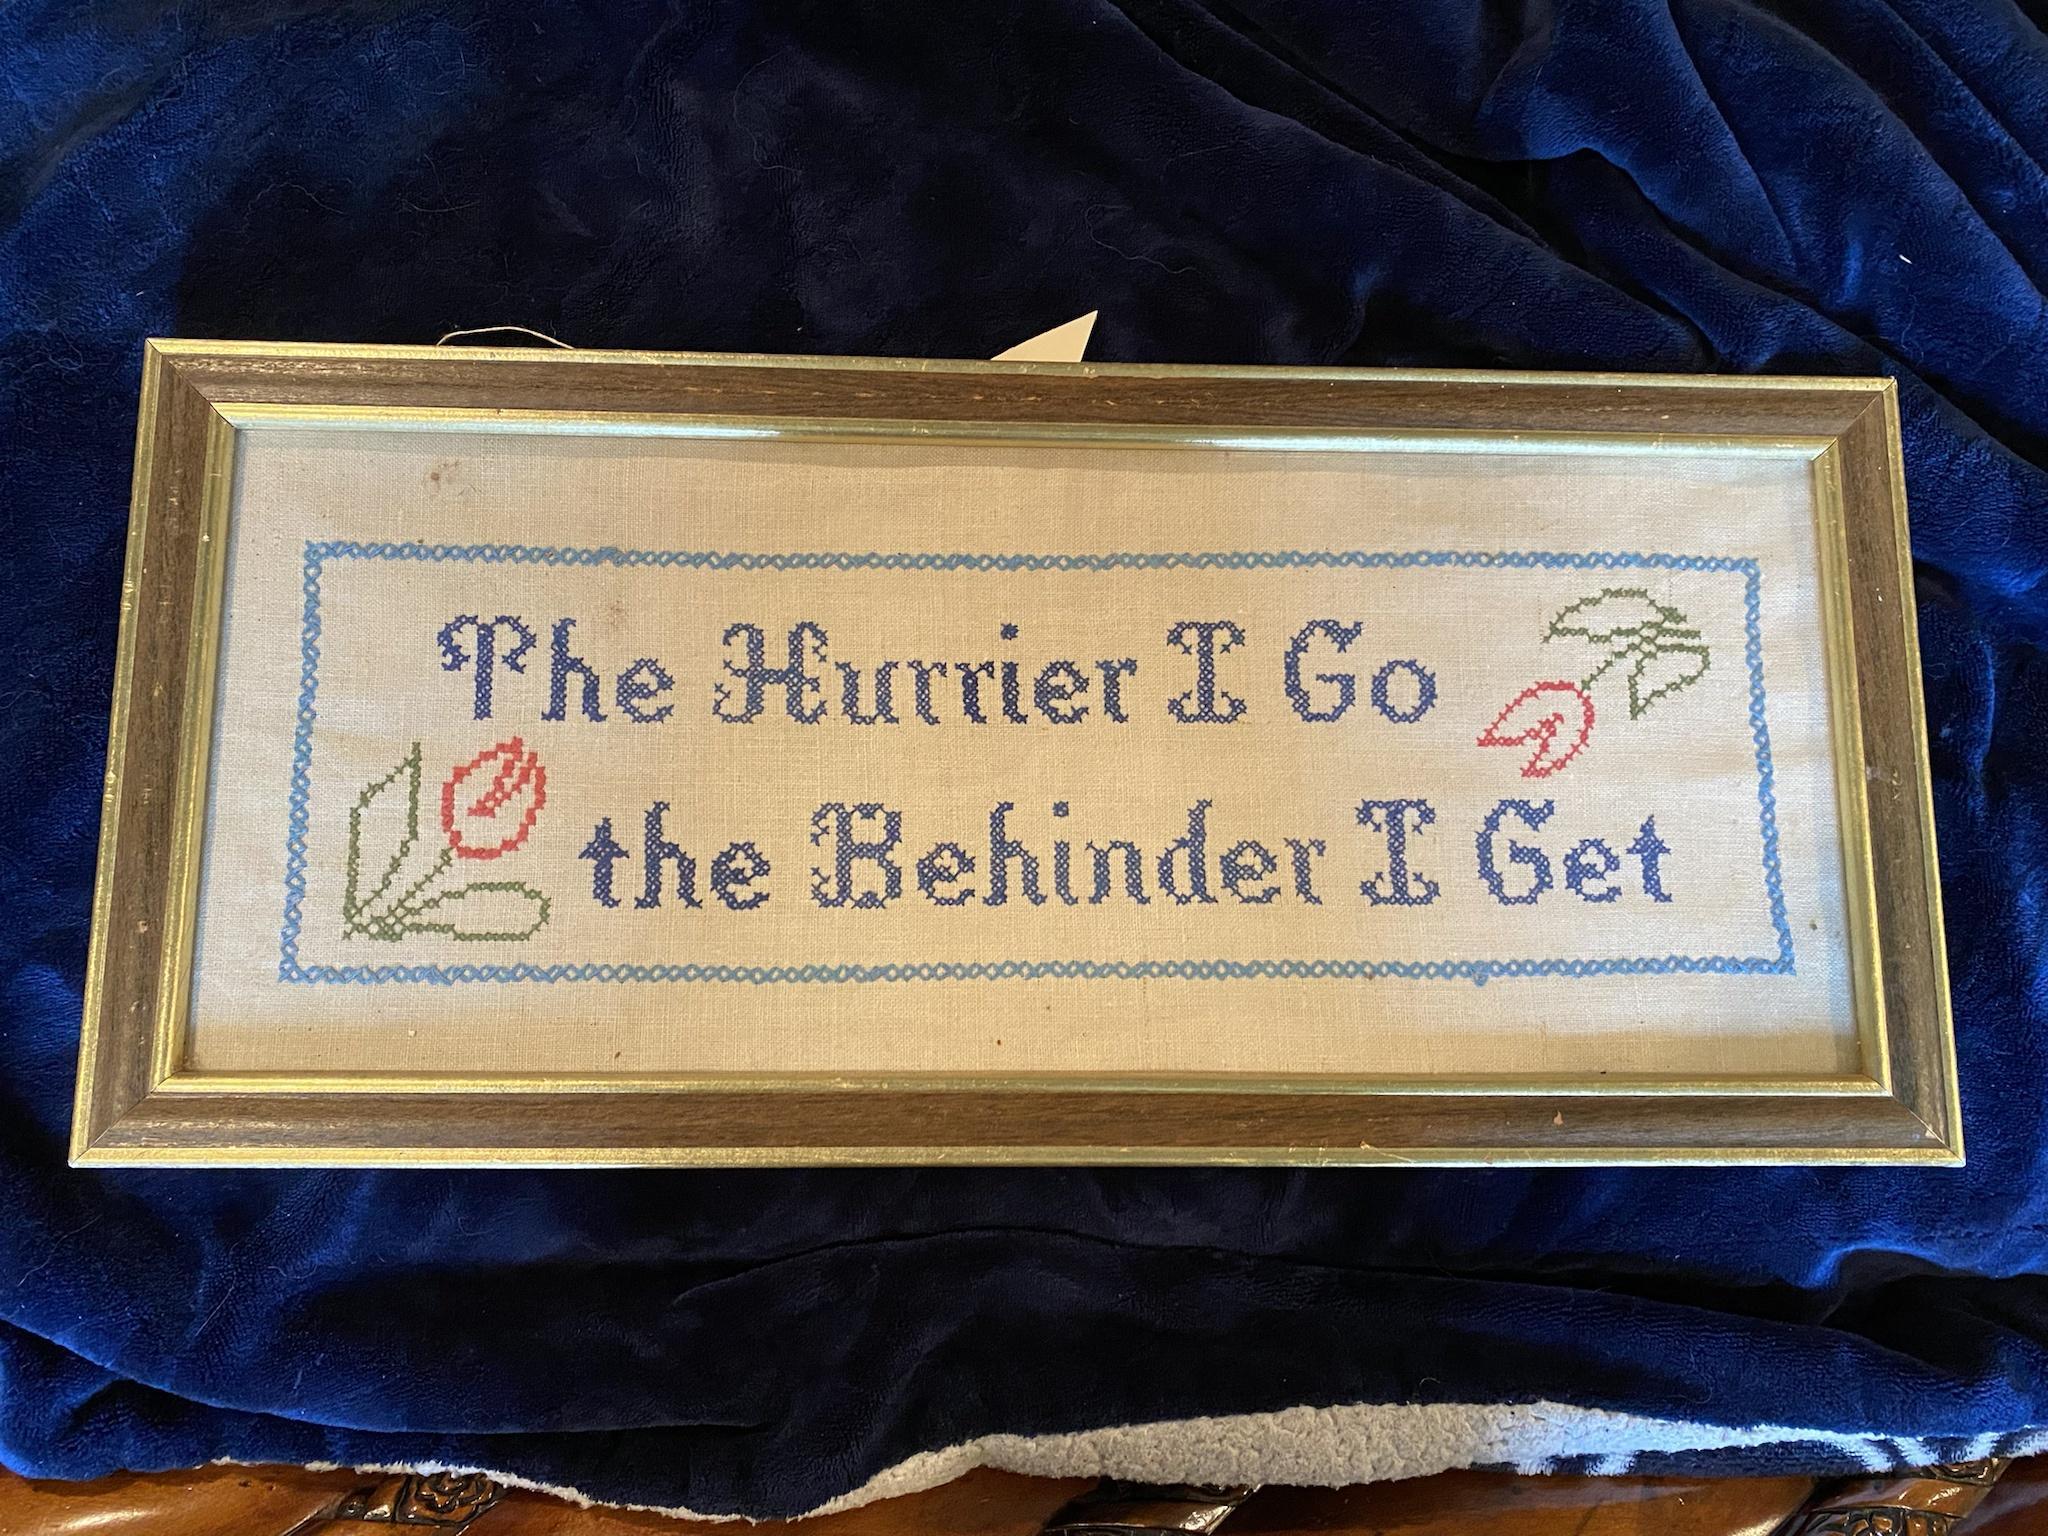 The Hurrier I Go
the Behinder I Get